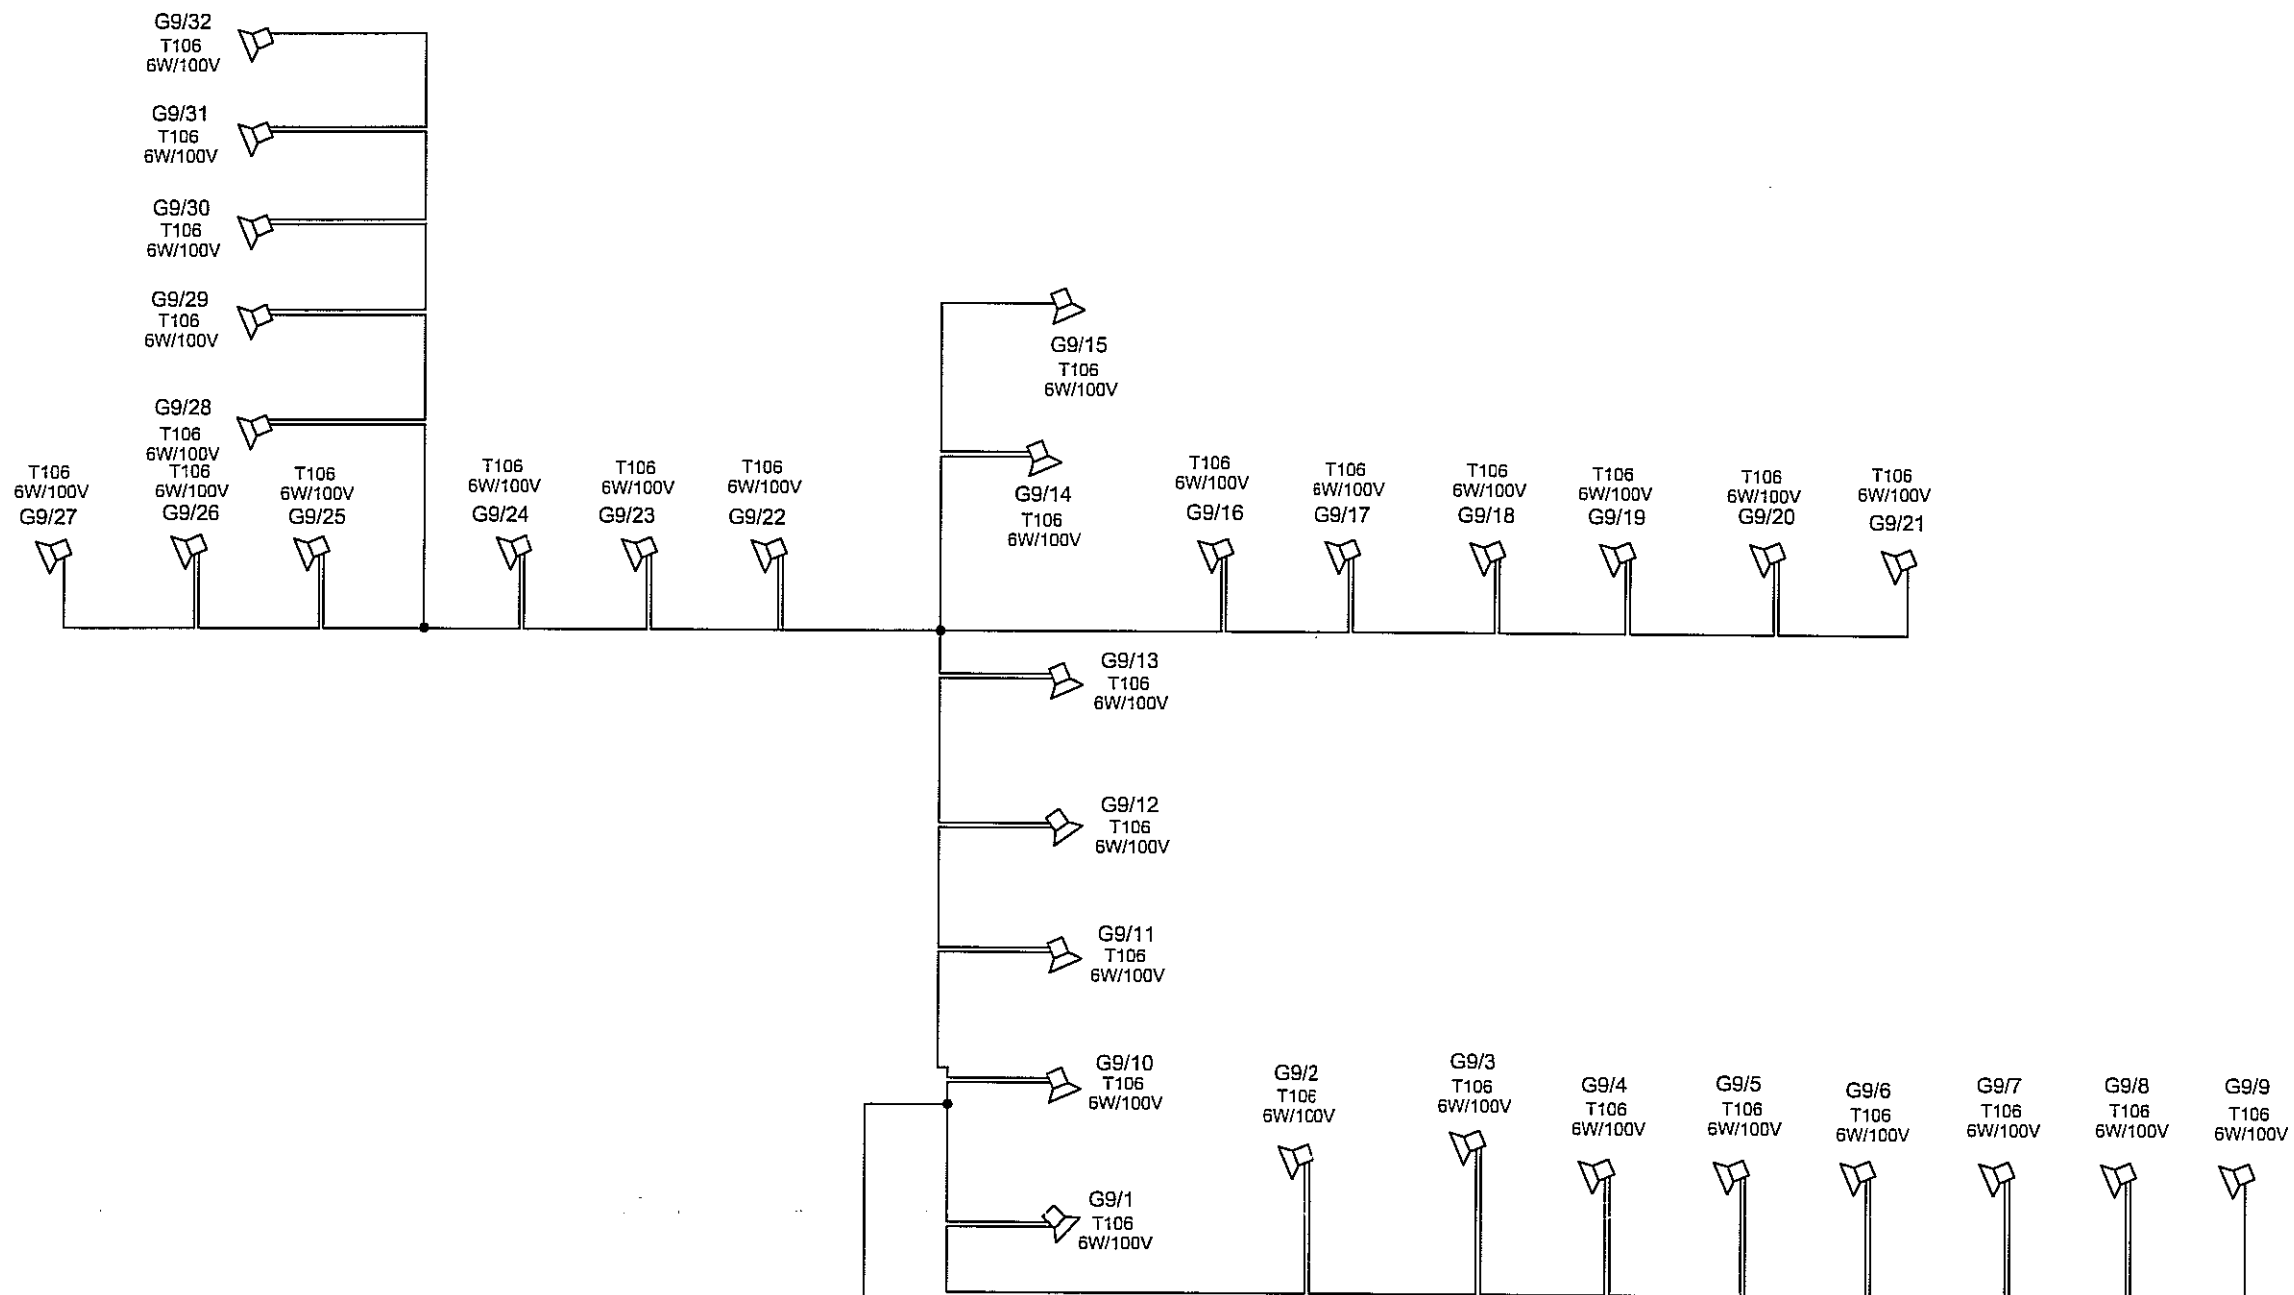 G9/32
T106
6W/100V
G9/31
T106
6W/100V
G9/30
T106
6W/100V
G9/29
T106
6W/100V
G9/28
T106
6W/100V
T106
6W/100V
G9/27
T106
6W/100V
G9/26
T106
6W/100V
G9/25
T106
6W/100V
G9/24
T106
6W/100V
G9/23
T106
6W/100V
G9/22
G9/15
T106
6W/100V
G9/14
T106
6W/100V
T106
6W/100V
G9/16
T106
6W/100V
G9/17
T106
6W/100V
G9/18
T106
6W/100V
G9/19
T106
6W/100V
G9/20
T106
6W/100V
G9/21
G9/13
T106
6W/100V
G9/12
T106
6W/100V
G9/11
T106
6W/100V
G9/10
T106
6W/100V
G9/1
T106
6W/100V
G9/2
T106
6W/100V
G9/3
T106
6W/100V
G9/4
T106
6W/100V
G9/5
T106
6W/100V
G9/6
T106
6W/100V
G9/7
T106
6W/100V
G9/8
T106
6W/100V
G9/9
T106
6W/100V